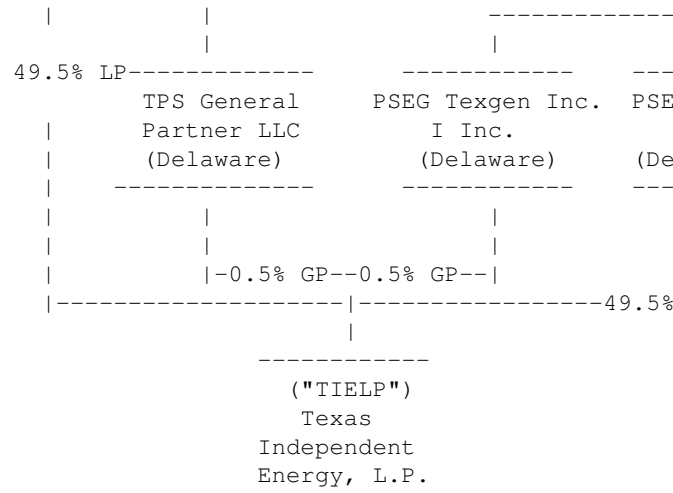 49.5% LP
TPS General PSEG Texgen Inc. PSE
Partner LLC I Inc.
(Delaware) (Delaware) (De
|-0.5% GP--0.5% GP--|
49.5%
("TIELP")
Texas
Independent
Energy, L.P.